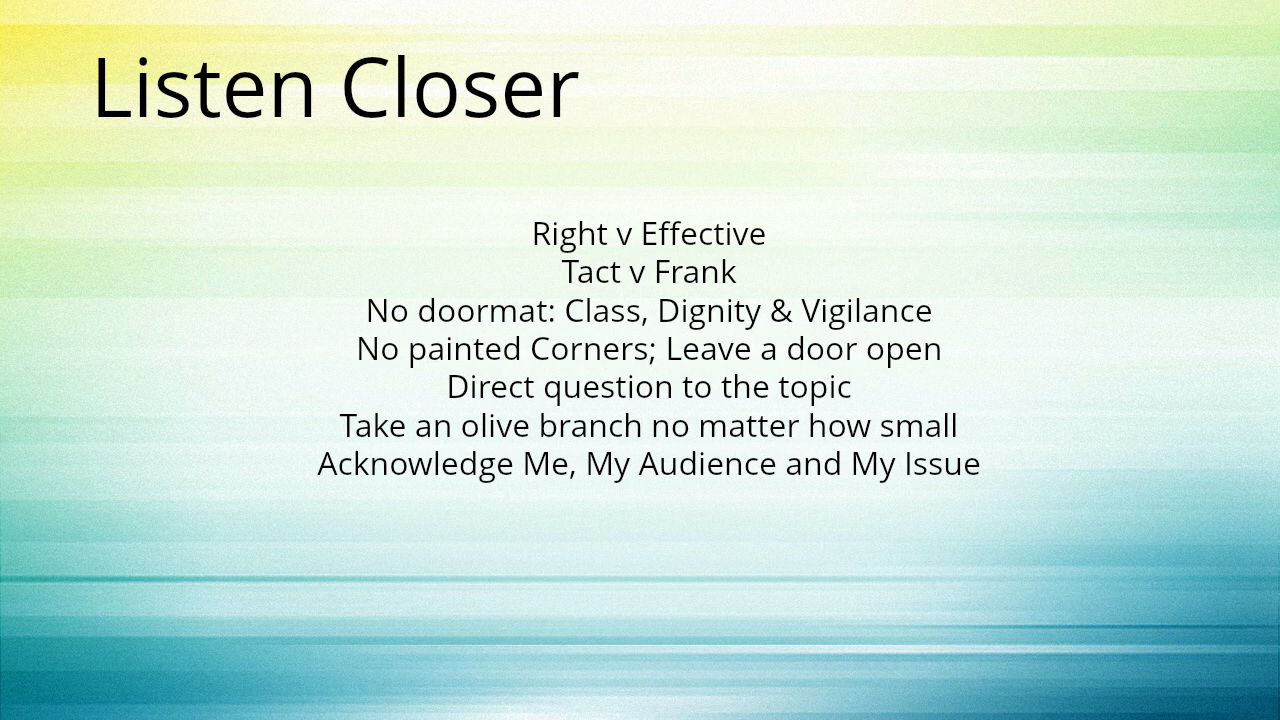 Listen Closer
Right v Effective
Tact v Frank
No doormat: Class, Dignity & Vigilance
No painted Corners; Leave a door open
Direct question to the topic
Take an olive branch no matter how small
Acknowledge Me, My Audience and My Issue